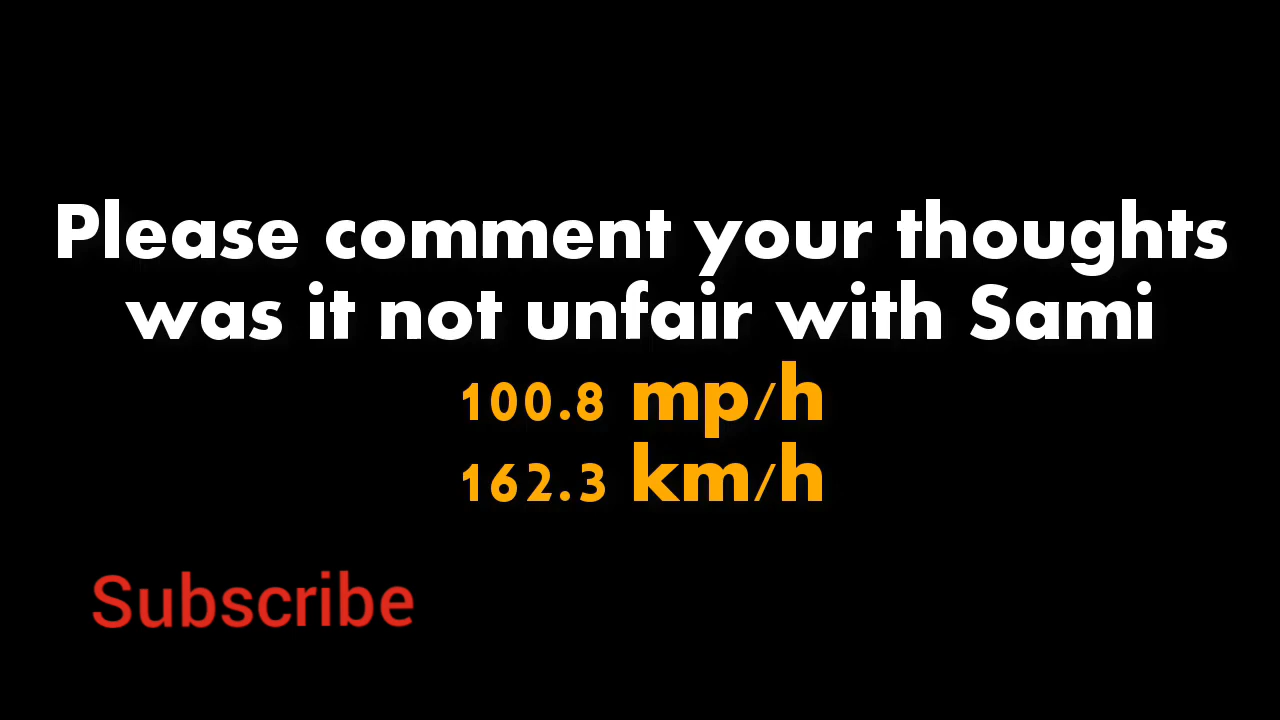 Please comment your thoughts
was it not unfair with Sami
100.8 mp/h
162.3 km/h
Subscribe